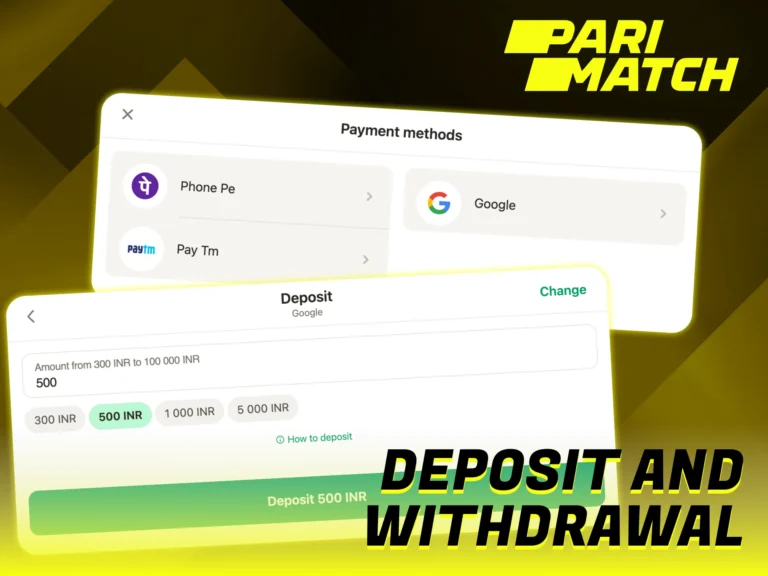 PARI
MATCH
Payment methods
Phone Pe
Google
पे
Pay Tm
paytm
Deposit
Google
Change
Amount from 300 INR to 100 000 INR
500
300 INR
500 INR
1 000 INR
5 000 INR
How to deposit
Deposit 500 INR
DEPOSIT AND
WITHDRAWAL